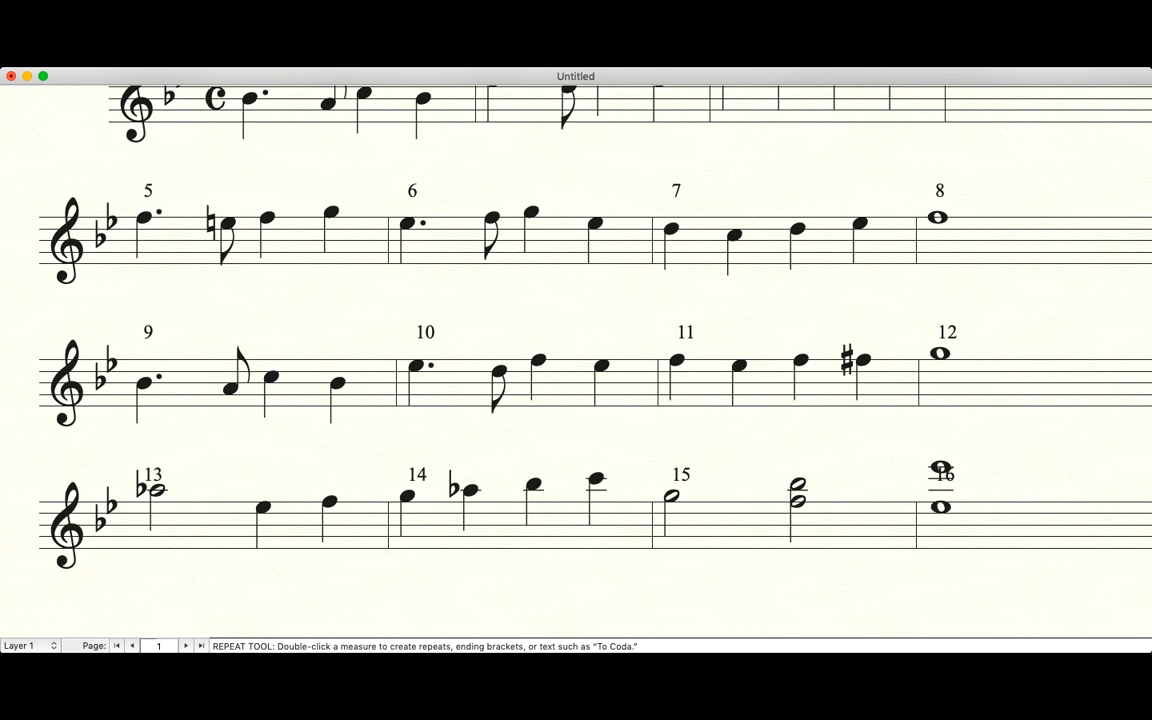 Untitled
5 6 7 8
9 10 11 12
13 14 15 16
Layer 1 Page: 1 REPEAT TOOL: Double-click a measure to create repeats, ending brackets, or text such as "To Coda."